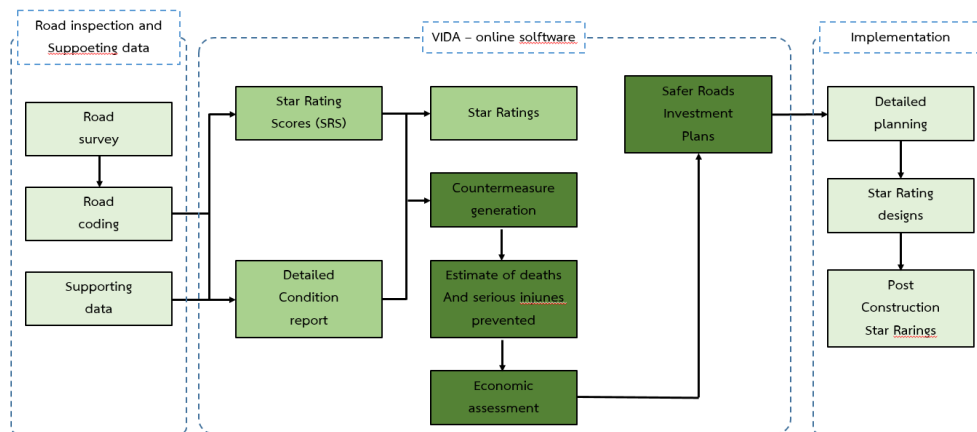 Road inspection and
Suppoeting data
VIDA – online solftware
Implementation
Road
survey
Road
coding
Supporting
data
Star Rating
Scores (SRS)
Detailed
Condition
report
Star Ratings
Countermeasure
generation
Estimate of deaths
And serious injunes
prevented
Economic
assessment
Safer Roads
Investment
Plans
Detailed
planning
Star Rating
designs
Post
Construction
Star Rarings